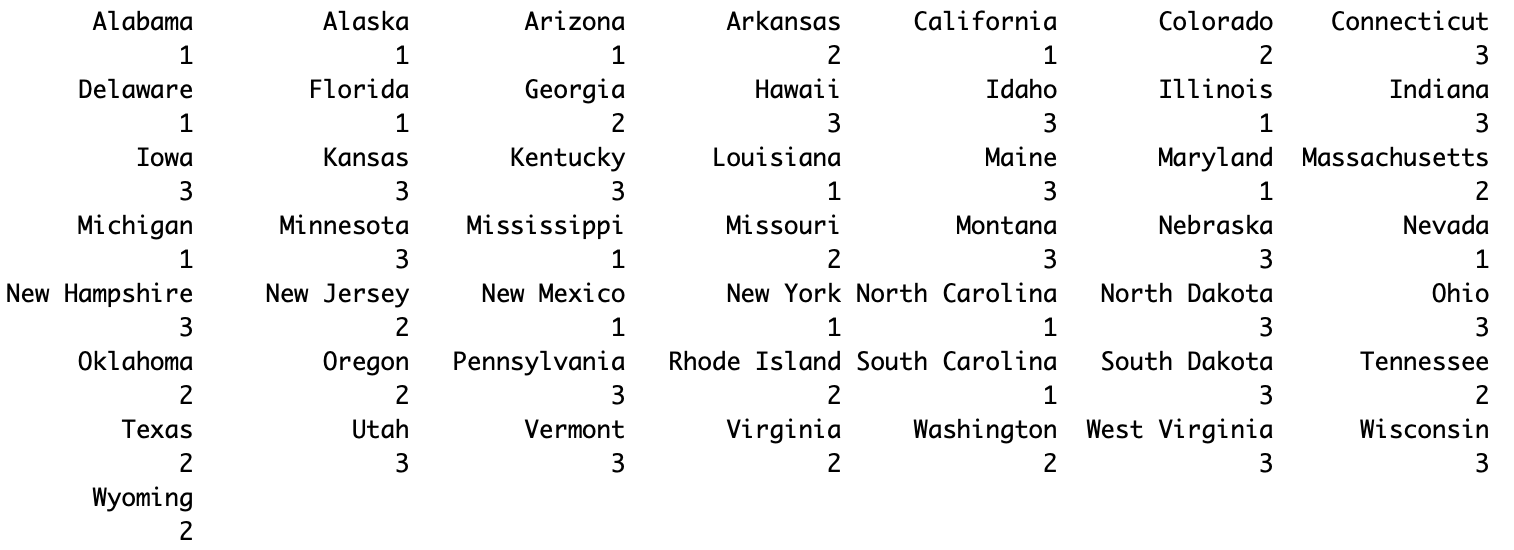 Alabama Alaska Arizona Arkansas California Colorado Connecticut
1 1 1 2 1 2 3
Delaware Florida Georgia Hawaii Idaho Illinois Indiana
1 1 2 3 3 1 3
Iowa Kansas Kentucky Louisiana Maine Maryland Massachusetts
3 3 3 1 3 1 2
Michigan Minnesota Mississippi Missouri Montana Nebraska Nevada
1 3 1 2 3 3 1
New Hampshire New Jersey New Mexico New York North Carolina North Dakota Ohio
3 2 1 1 1 3 3
Oklahoma Oregon Pennsylvania Rhode Island South Carolina South Dakota Tennessee
2 2 3 2 1 3 2
Texas Utah Vermont Virginia Washington West Virginia Wisconsin
2 3 3 2 2 3 3
Wyoming
2